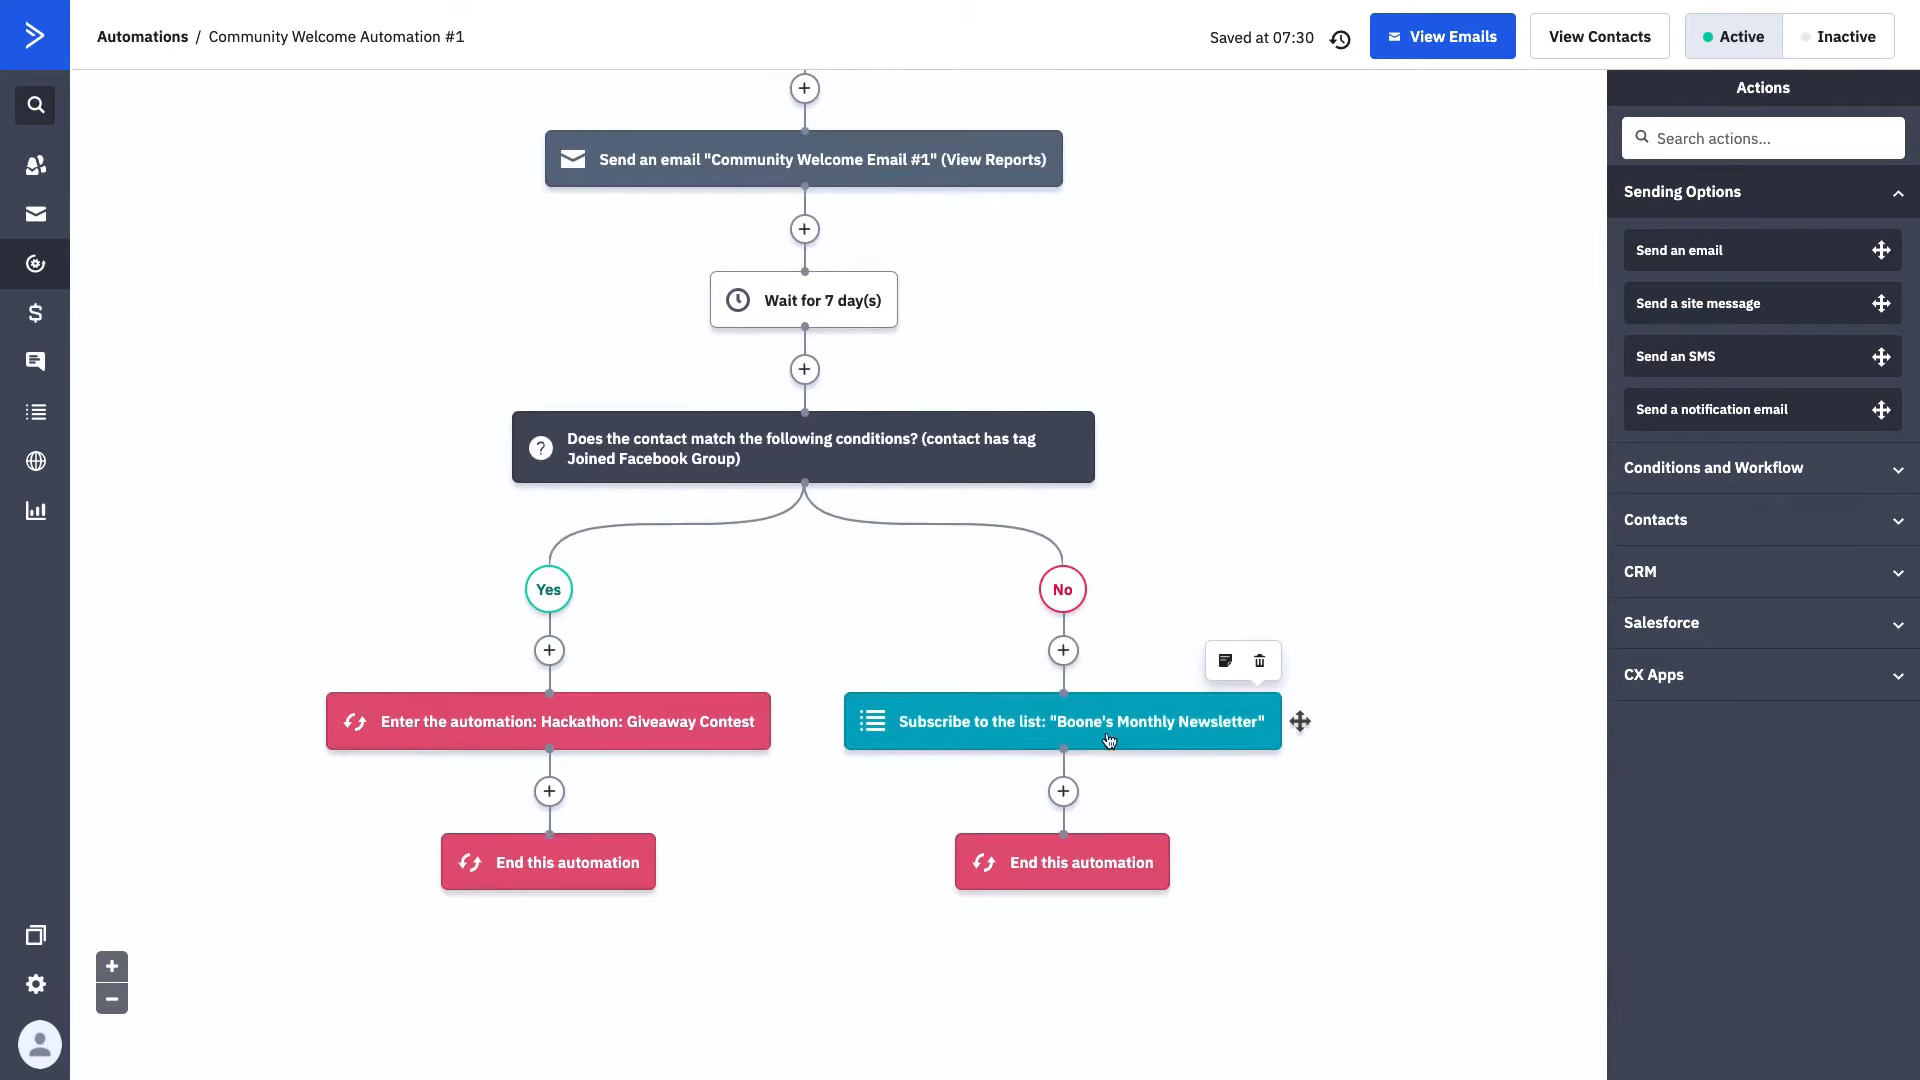 Automations / Community Welcome Automation #1
Saved at 07:30
View Emails
View Contacts
Active
Inactive
Send an email "Community Welcome Email #1" (View Reports)
Wait for 7 day(s)
Does the contact match the following conditions? (contact has tag
Joined Facebook Group)
Yes
No
Enter the automation: Hackathon: Giveaway Contest
Subscribe to the list: "Boone's Monthly Newsletter"
End this automation
End this automation
Actions
Search actions...
Sending Options
Send an email
Send a site message
Send an SMS
Send a notification email
Conditions and Workflow
Contacts
CRM
Salesforce
CX Apps